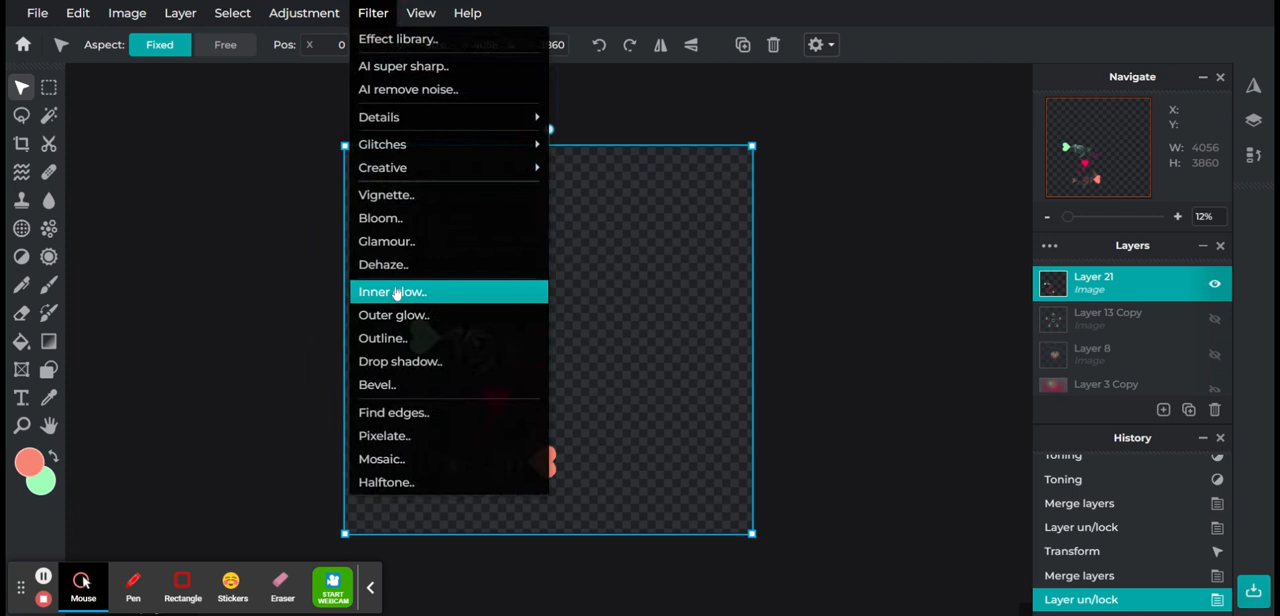 File Edit Image Layer Select Adjustment Filter View Help
Aspect: Fixed Free Pos: X 0 860
Effect library..
AI super sharp..
AI remove noise..
Details
Glitches
Creative
Vignette..
Bloom..
Glamour..
Dehaze..
Inner glow..
Outer glow..
Outline..
Drop shadow..
Bevel..
Find edges..
Pixelate..
Mosaic..
Halftone..
Navigate
X:
Y:
W: 4056
H: 3860
12%
Layers
Layer 21
Image
Layer 13 Copy
Image
Layer 8
Image
Layer 3 Copy
History
Toning
Toning
Merge layers
Layer un/lock
Transform
Merge layers
Layer un/lock
Mouse Pen Rectangle Stickers Eraser START
WEBCAM